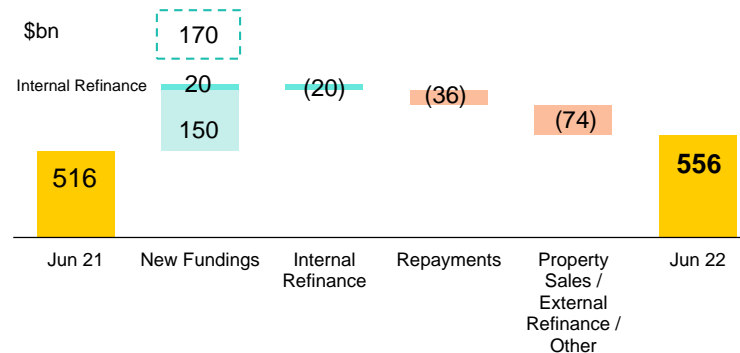 $bn
170
Internal Refinance
20
(20)
(36)
150
(74)
516
556
Jun 21
New Fundings
Internal
Refinance
Repayments
Property
Sales /
External
Refinance /
Other
Jun 22